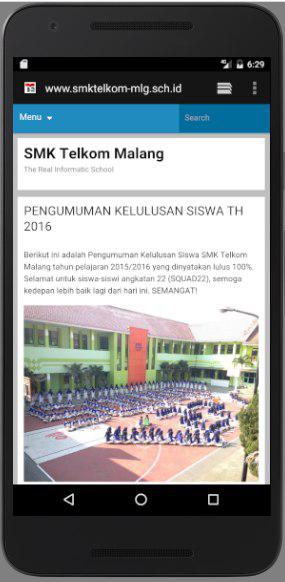 6:29
www.smktelkom-mlg.sch.id
Menu
Search
SMK Telkom Malang
The Real Informatic School
PENGUMUMAN KELULUSAN SISWA TH
2016
Berikut ini adalah Pengumuman Kelulusan Siswa SMK Telkom
Malang tahun pelajaran 2015/2016 yang dinyatakan lulus 100%.
Selamat untuk siswa-siswi angkatan 22 (SQUAD22), semoga
kedepan lebih baik lagi dari hari ini. SEMANGAT!